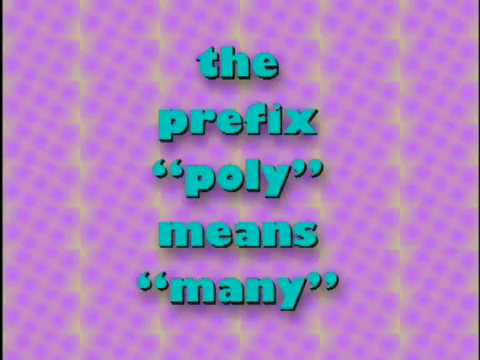 the
prefix
“poly”
means
“many”